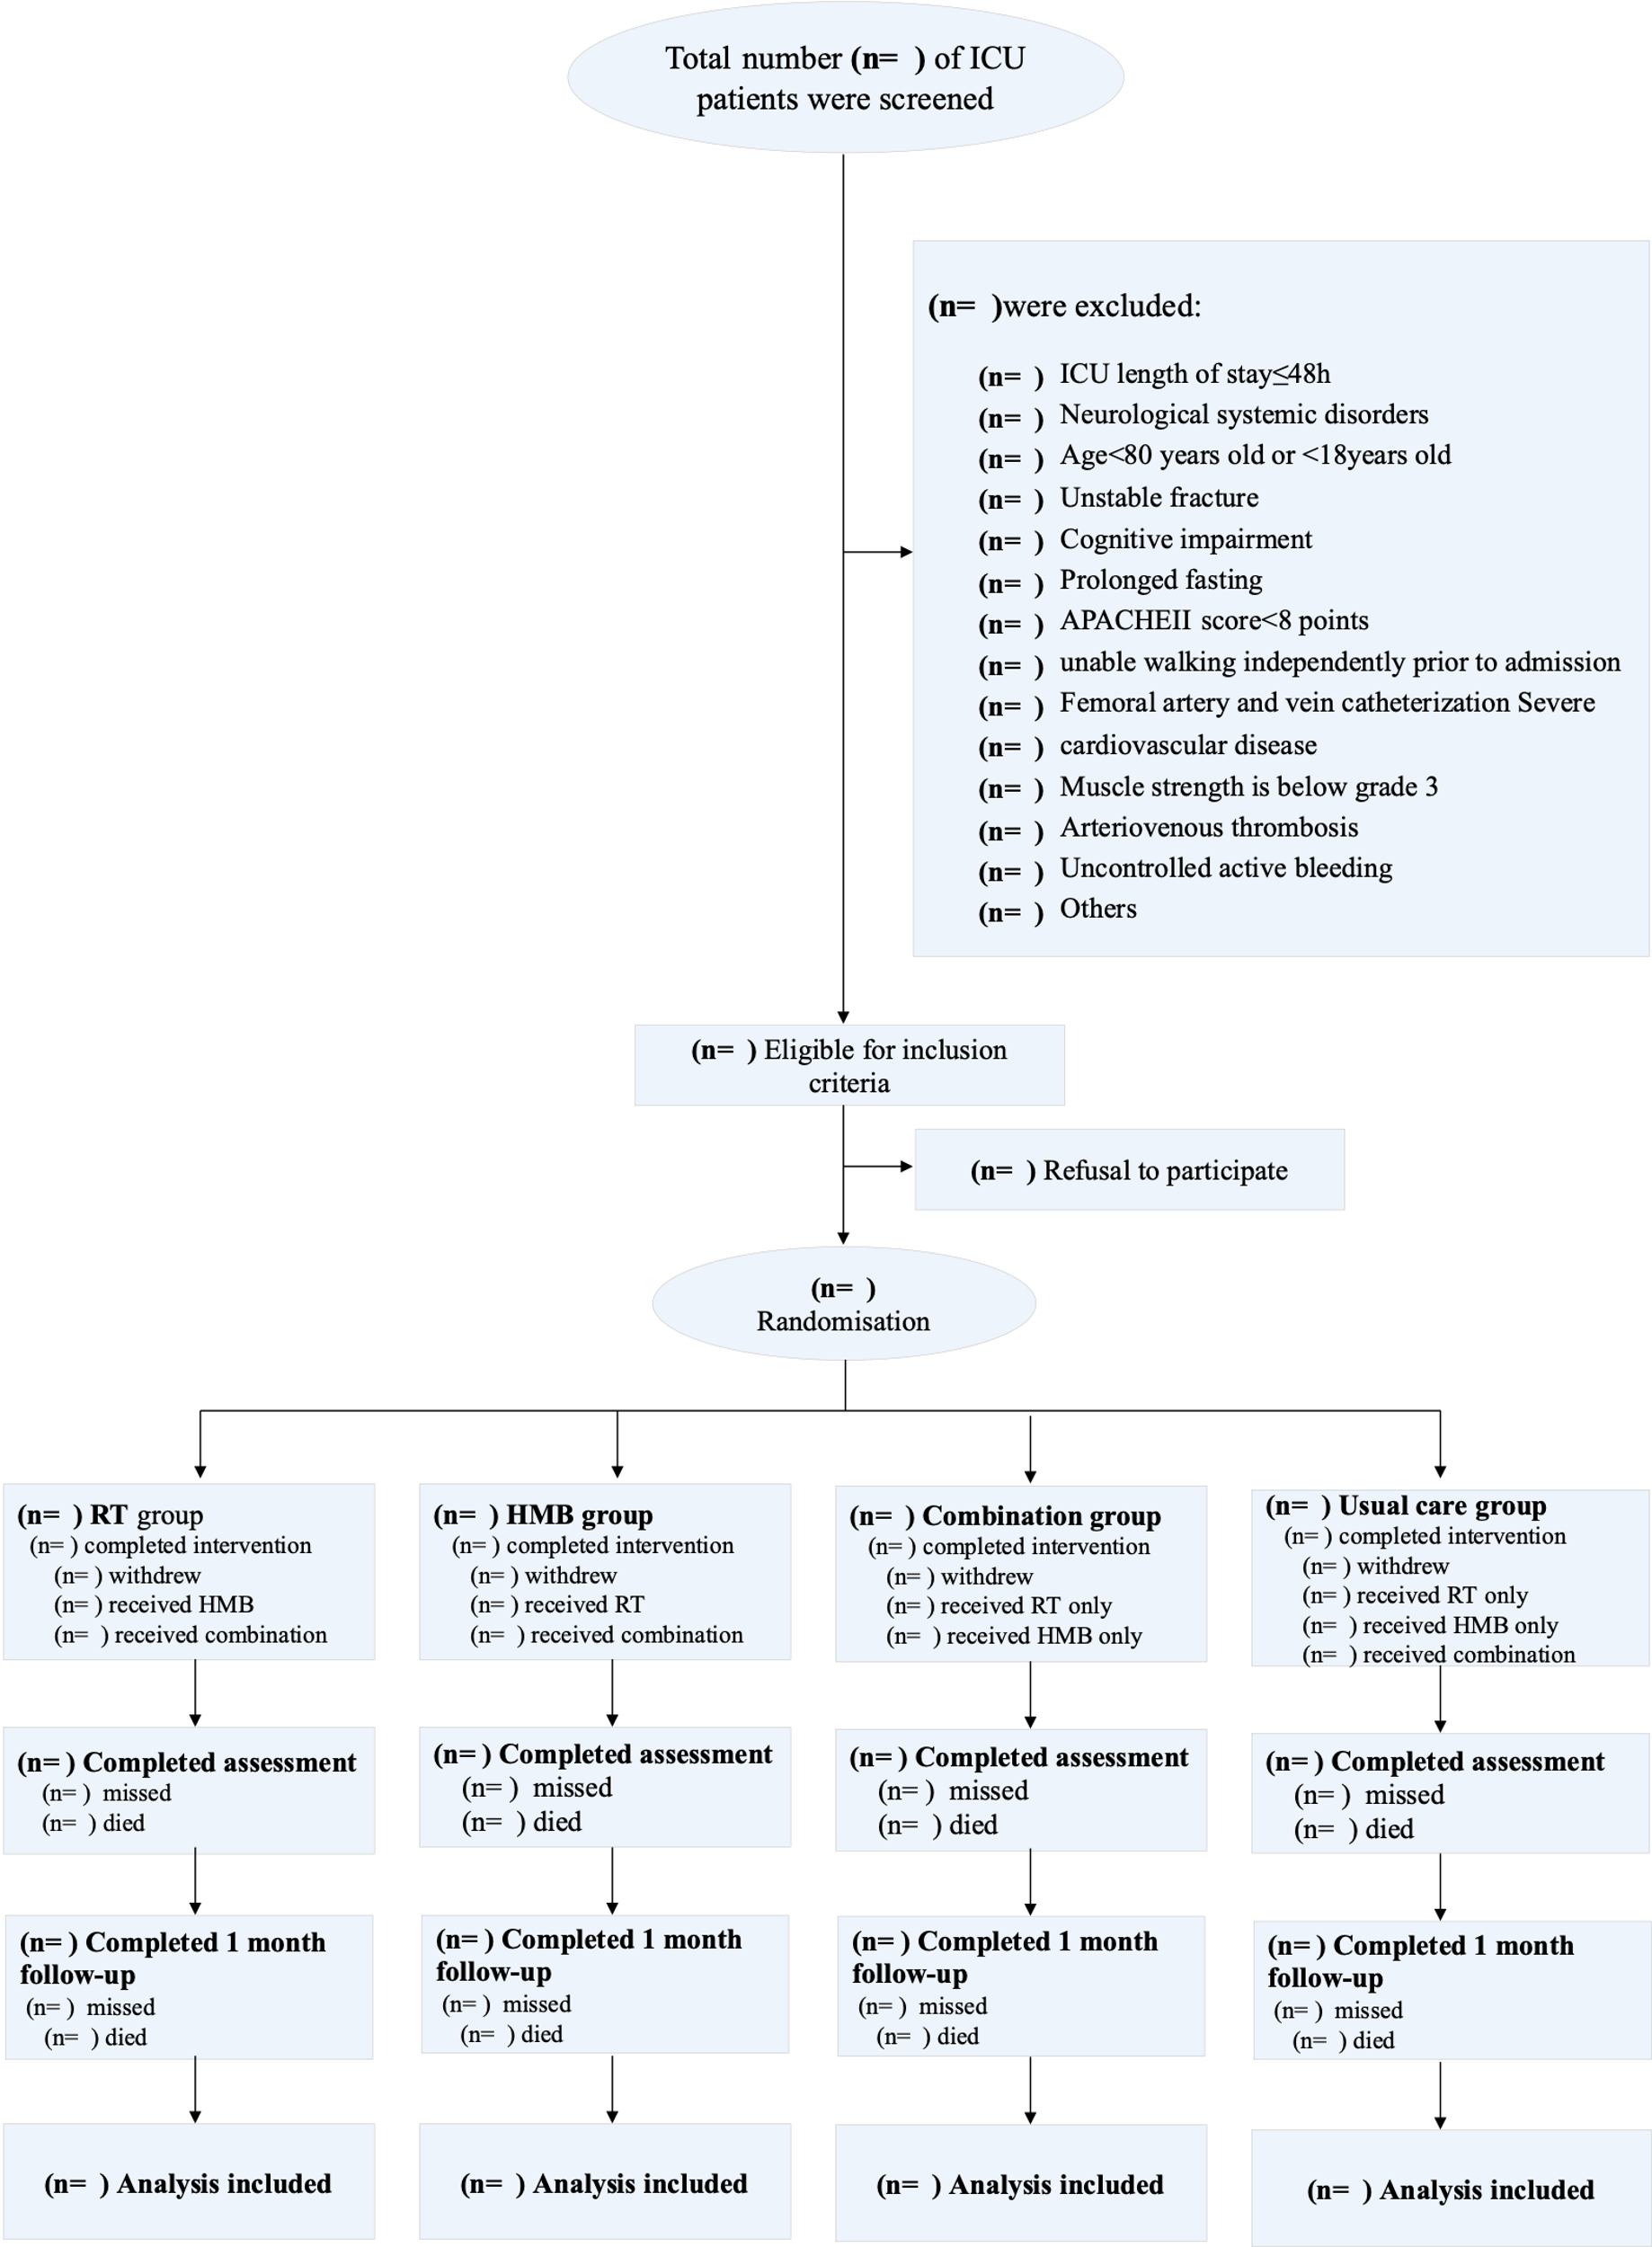 Total number (n=  ) of ICU
patients were screened
(n=  )were excluded:
(n=  ) ICU length of stay≤48h
(n=  ) Neurological systemic disorders
(n=  ) Age<80 years old or <18years old
(n=  ) Unstable fracture
(n=  ) Cognitive impairment
(n=  ) Prolonged fasting
(n=  ) APACHEII score<8 points
(n=  ) unable walking independently prior to admission
(n=  ) Femoral artery and vein catheterization Severe
(n=  ) cardiovascular disease
(n=  ) Muscle strength is below grade 3
(n=  ) Arteriovenous thrombosis
(n=  ) Uncontrolled active bleeding
(n=  ) Others
(n=  ) Eligible for inclusion
criteria
(n=  ) Refusal to participate
(n=  )
Randomisation
(n=  ) RT group
(n= ) completed intervention
(n= ) withdrew
(n= ) received HMB
(n=  ) received combination
(n=  ) HMB group
(n= ) completed intervention
(n= ) withdrew
(n= ) received RT
(n=  ) received combination
(n=  ) Combination group
(n= ) completed intervention
(n= ) withdrew
(n= ) received RT only
(n=  ) received HMB only
(n=  ) Usual care group
(n= ) completed intervention
(n= ) withdrew
(n= ) received RT only
(n=  ) received HMB only
(n=  ) received combination
(n= ) Completed assessment
(n= )  missed
(n=  ) died
(n= ) Completed assessment
(n= )  missed
(n=  ) died
(n= ) Completed assessment
(n= )  missed
(n=  ) died
(n= ) Completed assessment
(n= )  missed
(n=  ) died
(n= ) Completed 1 month
follow-up
(n= )  missed
(n=  ) died
(n= ) Completed 1 month
follow-up
(n= )  missed
(n=  ) died
(n= ) Completed 1 month
follow-up
(n= )  missed
(n=  ) died
(n= ) Completed 1 month
follow-up
(n= )  missed
(n=  ) died
(n=  ) Analysis included
(n=  ) Analysis included
(n=  ) Analysis included
(n=  ) Analysis included